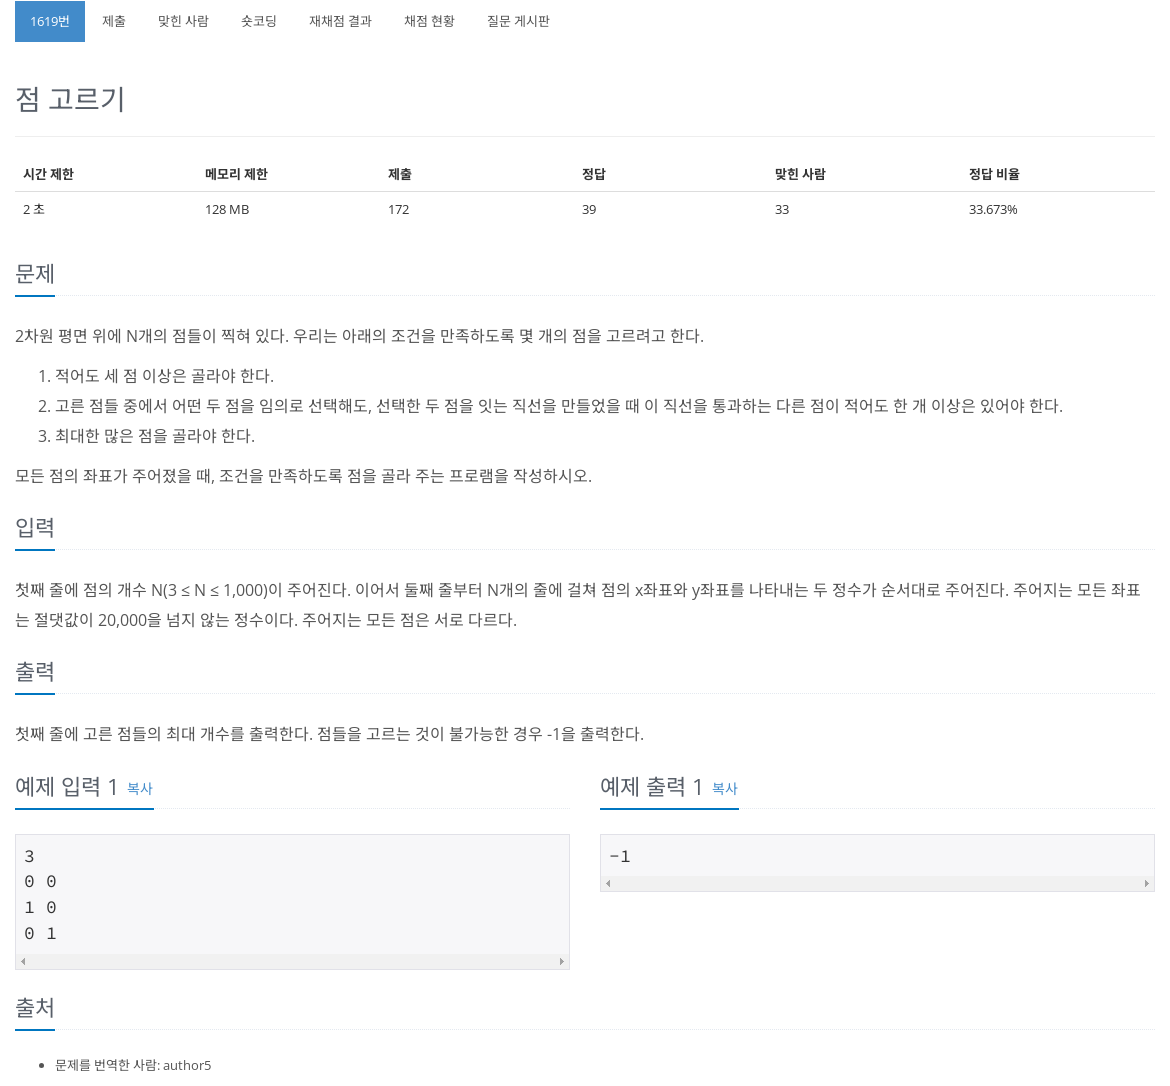 1619번 제출 맞힌 사람 숏코딩 재채점 결과 채점 현황 질문 게시판
점 고르기
시간 제한 메모리 제한 제출 정답 맞힌 사람 정답 비율
2 초 128 MB 172 39 33 33.673%
문제
2차원 평면 위에 N개의 점들이 찍혀 있다. 우리는 아래의 조건을 만족하도록 몇 개의 점을 고르려고 한다.
1. 적어도 세 점 이상은 골라야 한다.
2. 고른 점들 중에서 어떤 두 점을 임의로 선택해도, 선택한 두 점을 잇는 직선을 만들었을 때 이 직선을 통과하는 다른 점이 적어도 한 개 이상은 있어야 한다.
3. 최대한 많은 점을 골라야 한다.
모든 점의 좌표가 주어졌을 때, 조건을 만족하도록 점을 골라 주는 프로램을 작성하시오.
입력
첫째 줄에 점의 개수 N(3 ≤ N ≤ 1,000)이 주어진다. 이어서 둘째 줄부터 N개의 줄에 걸쳐 점의 x좌표와 y좌표를 나타내는 두 정수가 순서대로 주어진다. 주어지는 모든 좌표
는 절댓값이 20,000을 넘지 않는 정수이다. 주어지는 모든 점은 서로 다르다.
출력
첫째 줄에 고른 점들의 최대 개수를 출력한다. 점들을 고르는 것이 불가능한 경우 -1을 출력한다.
예제 입력 1 복사
3
0 0
1 0
0 1
예제 출력 1 복사
-1
출처
문제를 번역한 사람: author5